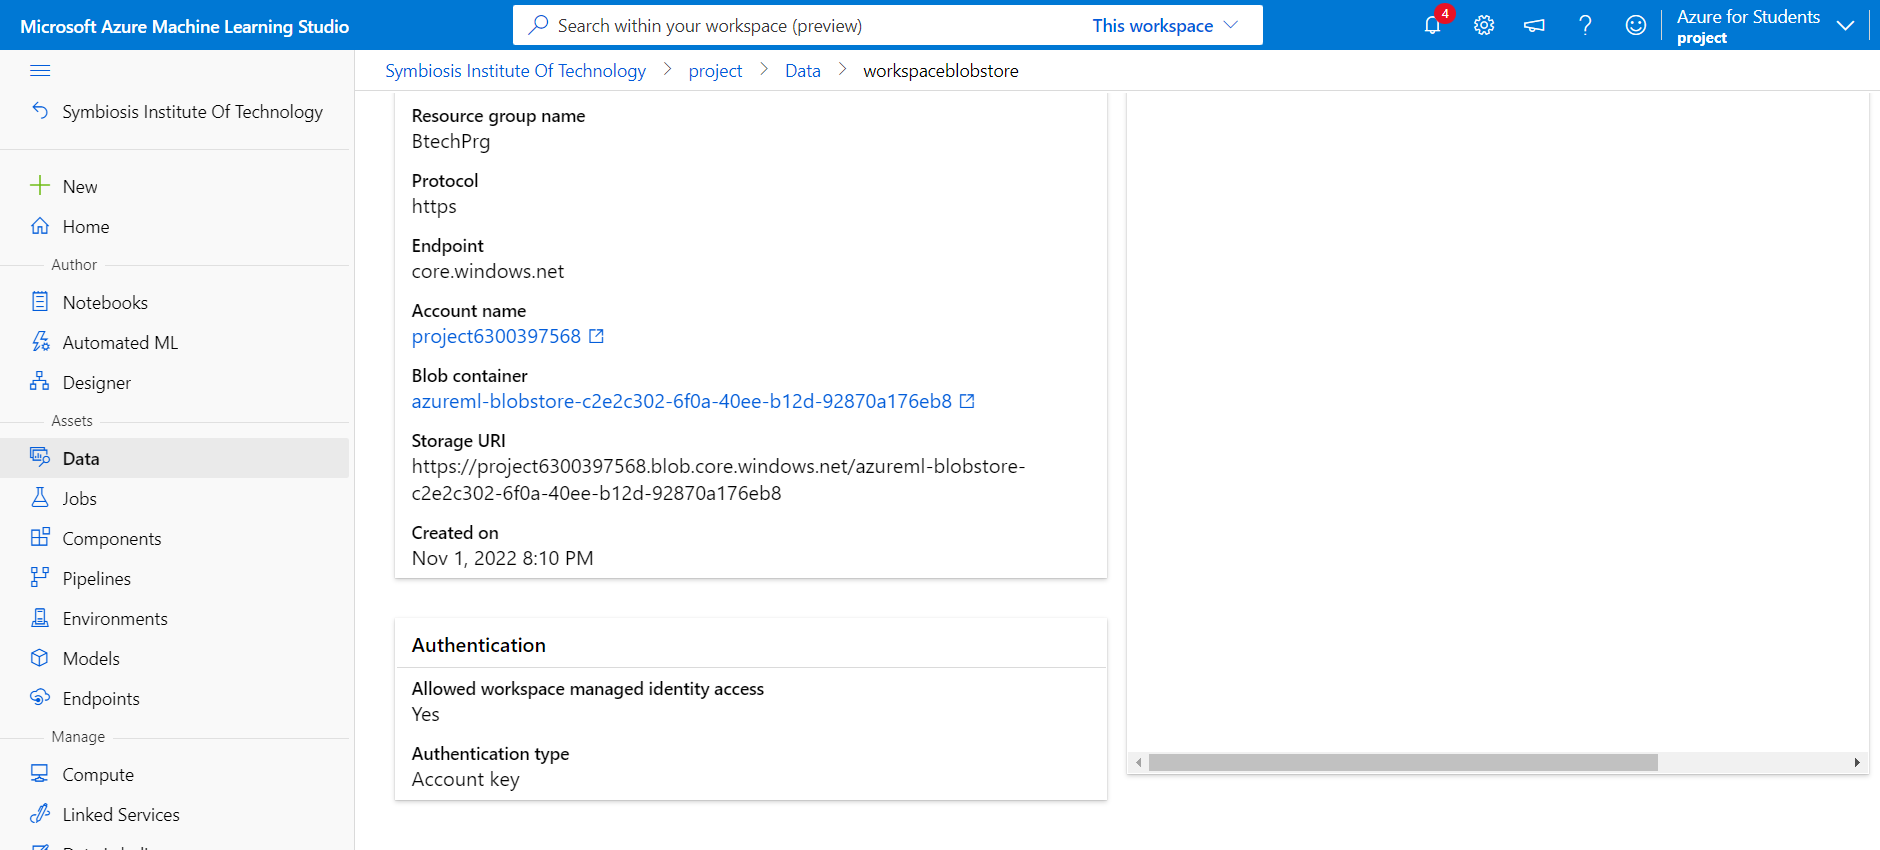 Microsoft Azure Machine Learning Studio
Search within your workspace (preview)
This workspace
4
Azure for Students
project
Symbiosis Institute Of Technology
project
Data
workspaceblobstore
Symbiosis Institute Of Technology
New
Home
Author
Notebooks
Automated ML
Designer
Assets
Data
Jobs
Components
Pipelines
Environments
Models
Endpoints
Manage
Compute
Linked Services
Resource group name
BtechPrg
Protocol
https
Endpoint
core.windows.net
Account name
project6300397568
Blob container
azureml-blobstore-c2e2c302-6f0a-40ee-b12d-92870a176eb8
Storage URI
https://project6300397568.blob.core.windows.net/azureml-blobstore-
c2e2c302-6f0a-40ee-b12d-92870a176eb8
Created on
Nov 1, 2022 8:10 PM
Authentication
Allowed workspace managed identity access
Yes
Authentication type
Account key